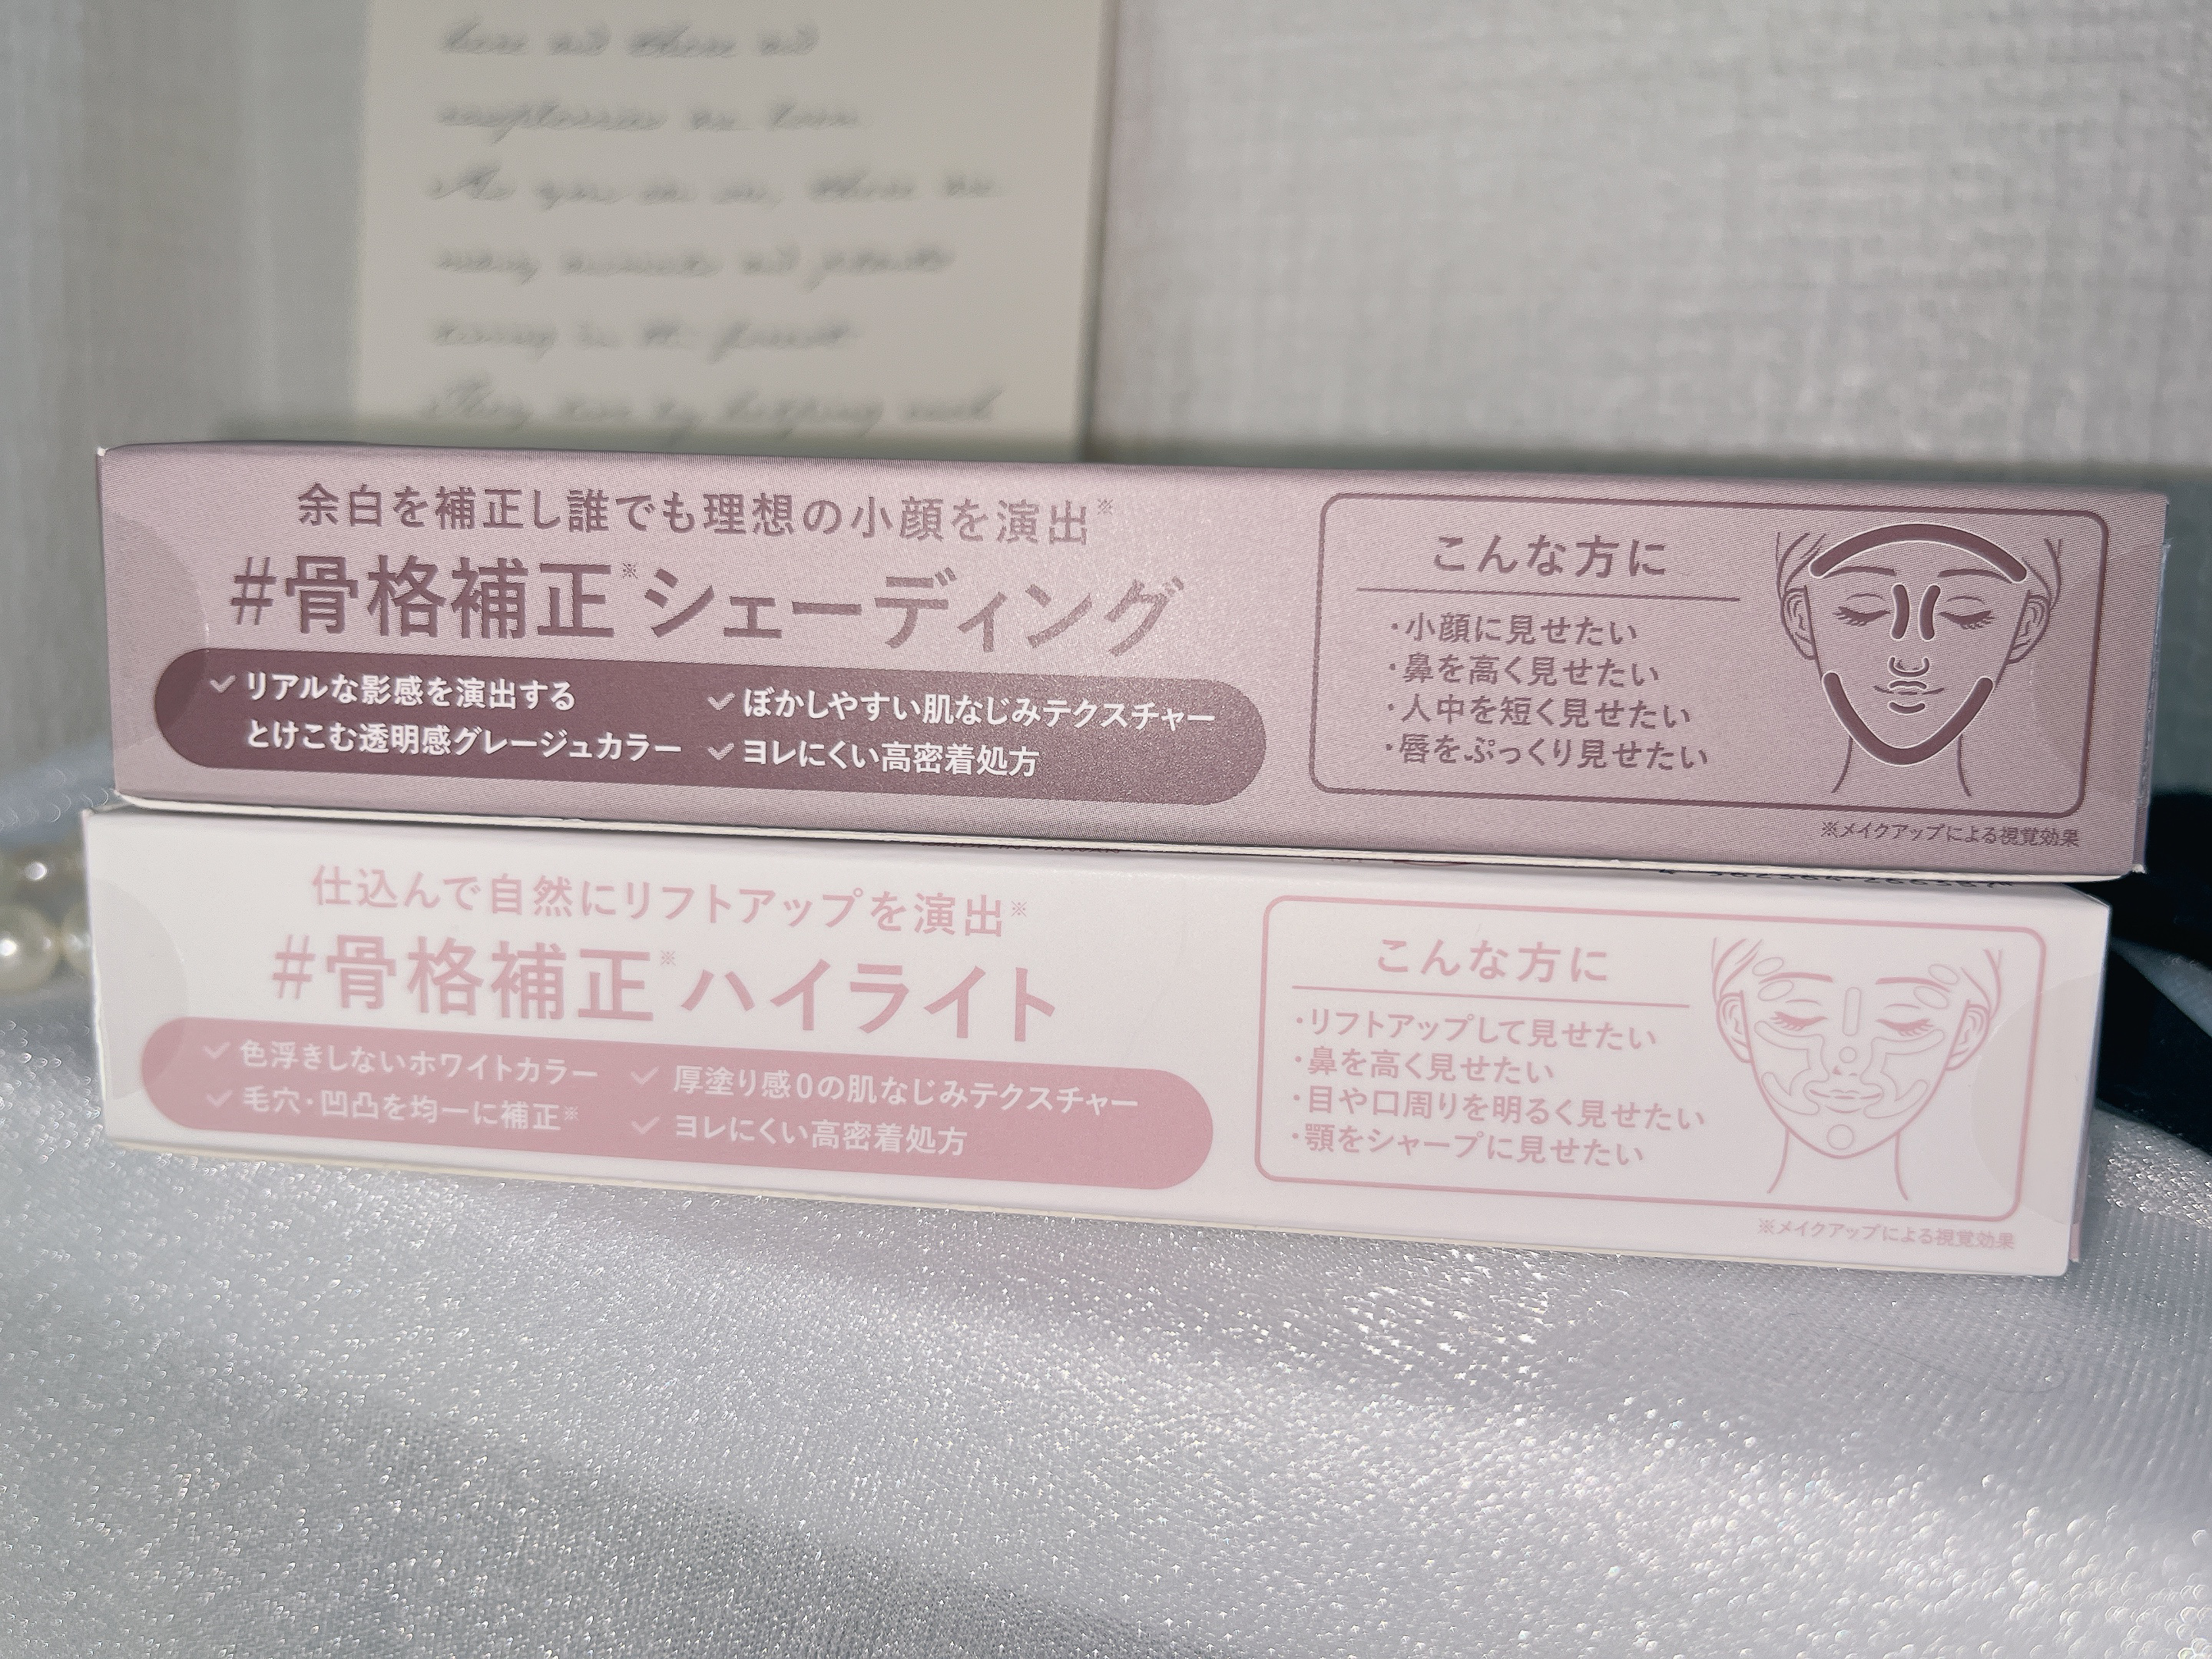 余白を補正し誰でも理想の小顔を演出※
#骨格補正※シェーディング
✓リアルな影感を演出する
とけこむ透明感グレージュカラー
✓ぼかしやすい肌なじみテクスチャー
✓ヨレにくい高密着処方
こんな方に
・小顔に見せたい
・鼻を高く見せたい
・人中を短く見せたい
・唇をぷっくり見せたい
※メイクアップによる視覚効果
仕込んで自然にリフトアップを演出※
#骨格補正※ハイライト
✓色浮きしないホワイトカラー
✓毛穴・凹凸を均一に補正※
✓厚塗り感0の肌なじみテクスチャー
✓ヨレにくい高密着処方
こんな方に
・リフトアップして見せたい
・鼻を高く見せたい
・目や口周りを明るく見せたい
・顎をシャープに見せたい
※メイクアップによる視覚効果